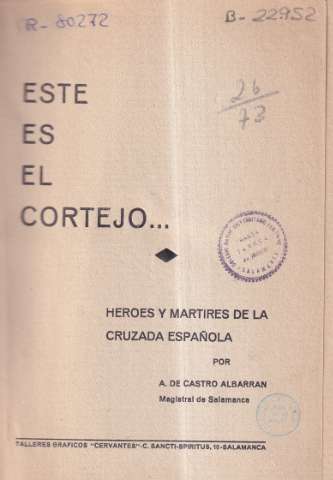 R-80272
B-22952
26
73
ESTE
ES
EL
CORTEJO...
HEROES Y MARTIRES DE LA
CRUZADA ESPAÑOLA
POR
A. DE CASTRO ALBARRAN
Magistral de Salamanca
TALLERES GRAFICOS "CERVANTES"-C. SANCTI-SPIRITUS, 10-SALAMANCA